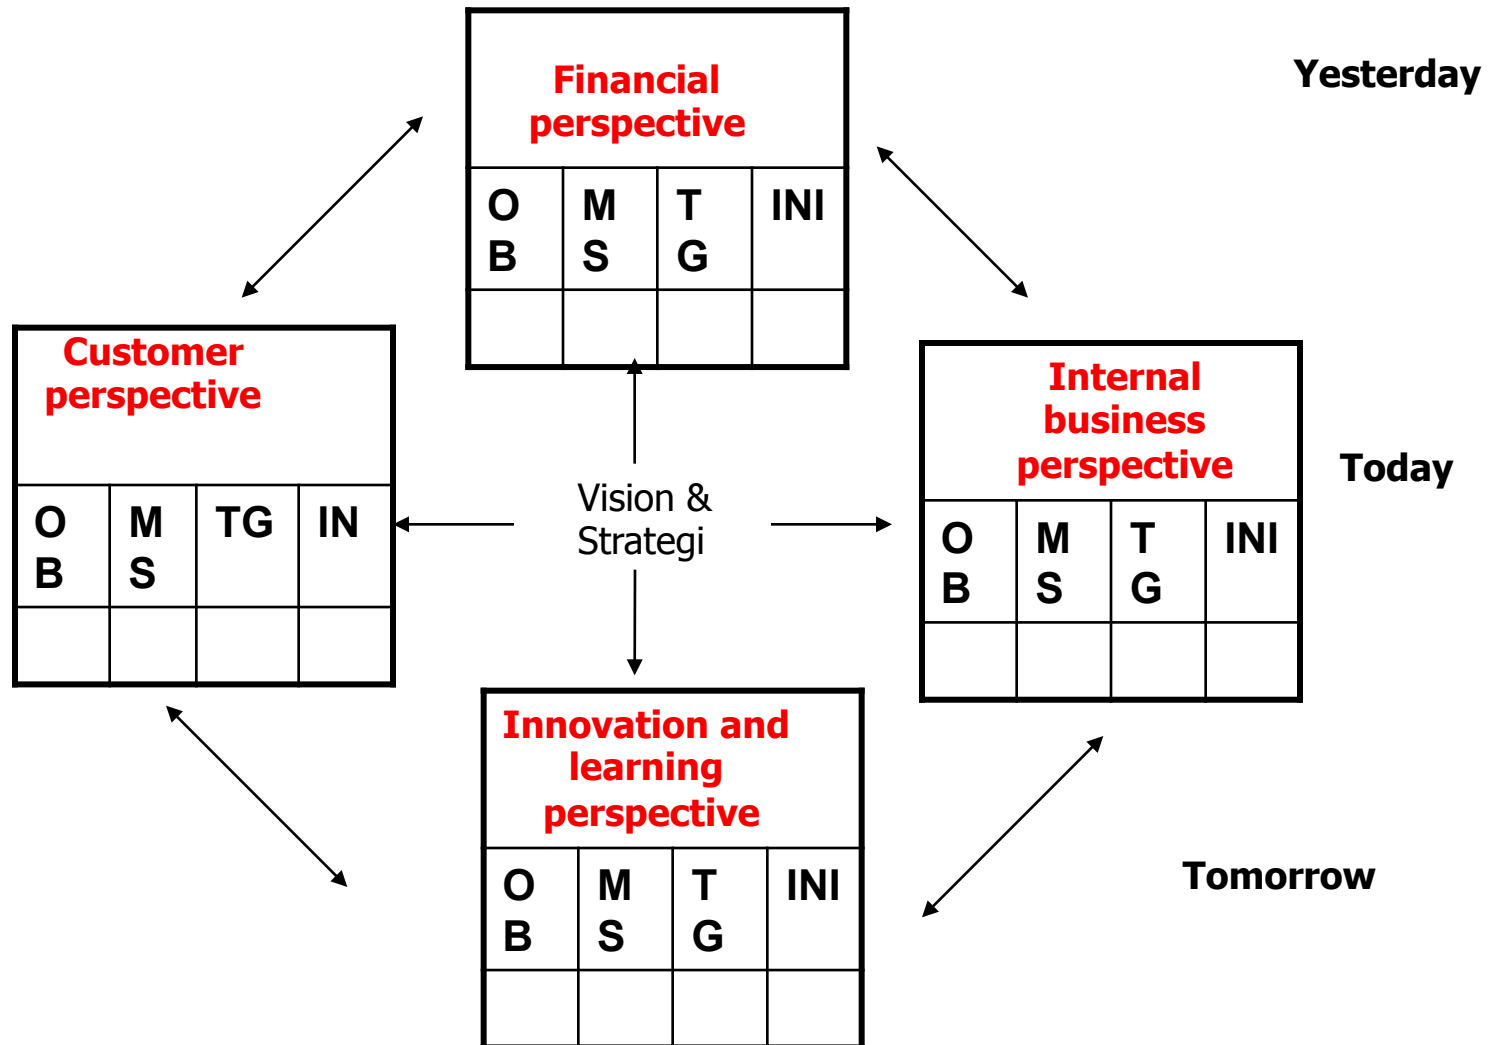 Financial
perspective
Yesterday
O M T INI
B S G
Customer
perspective
O M TG IN
B S
Vision &
Strategi
Internal
business
perspective
Today
O M T INI
B S G
Innovation and
learning
perspective
Tomorrow
O M T INI
B S G